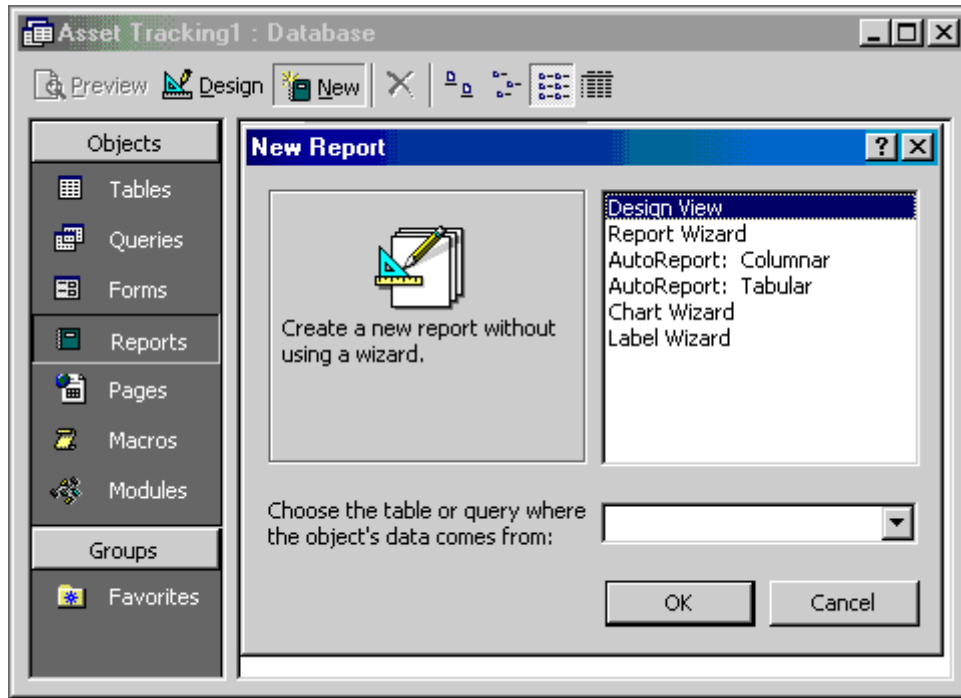 Asset Tracking1 : Database
Preview Design New
Objects
Tables
Queries
Forms
Reports
Pages
Macros
Modules
Groups
Favorites
New Report
Create a new report without
using a wizard.
Design View
Report Wizard
AutoReport: Columnar
AutoReport: Tabular
Chart Wizard
Label Wizard
Choose the table or query where
the object's data comes from:
OK Cancel